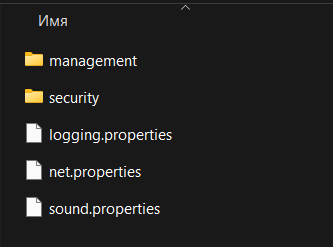 Имя
management
security
logging.properties
net.properties
sound.properties